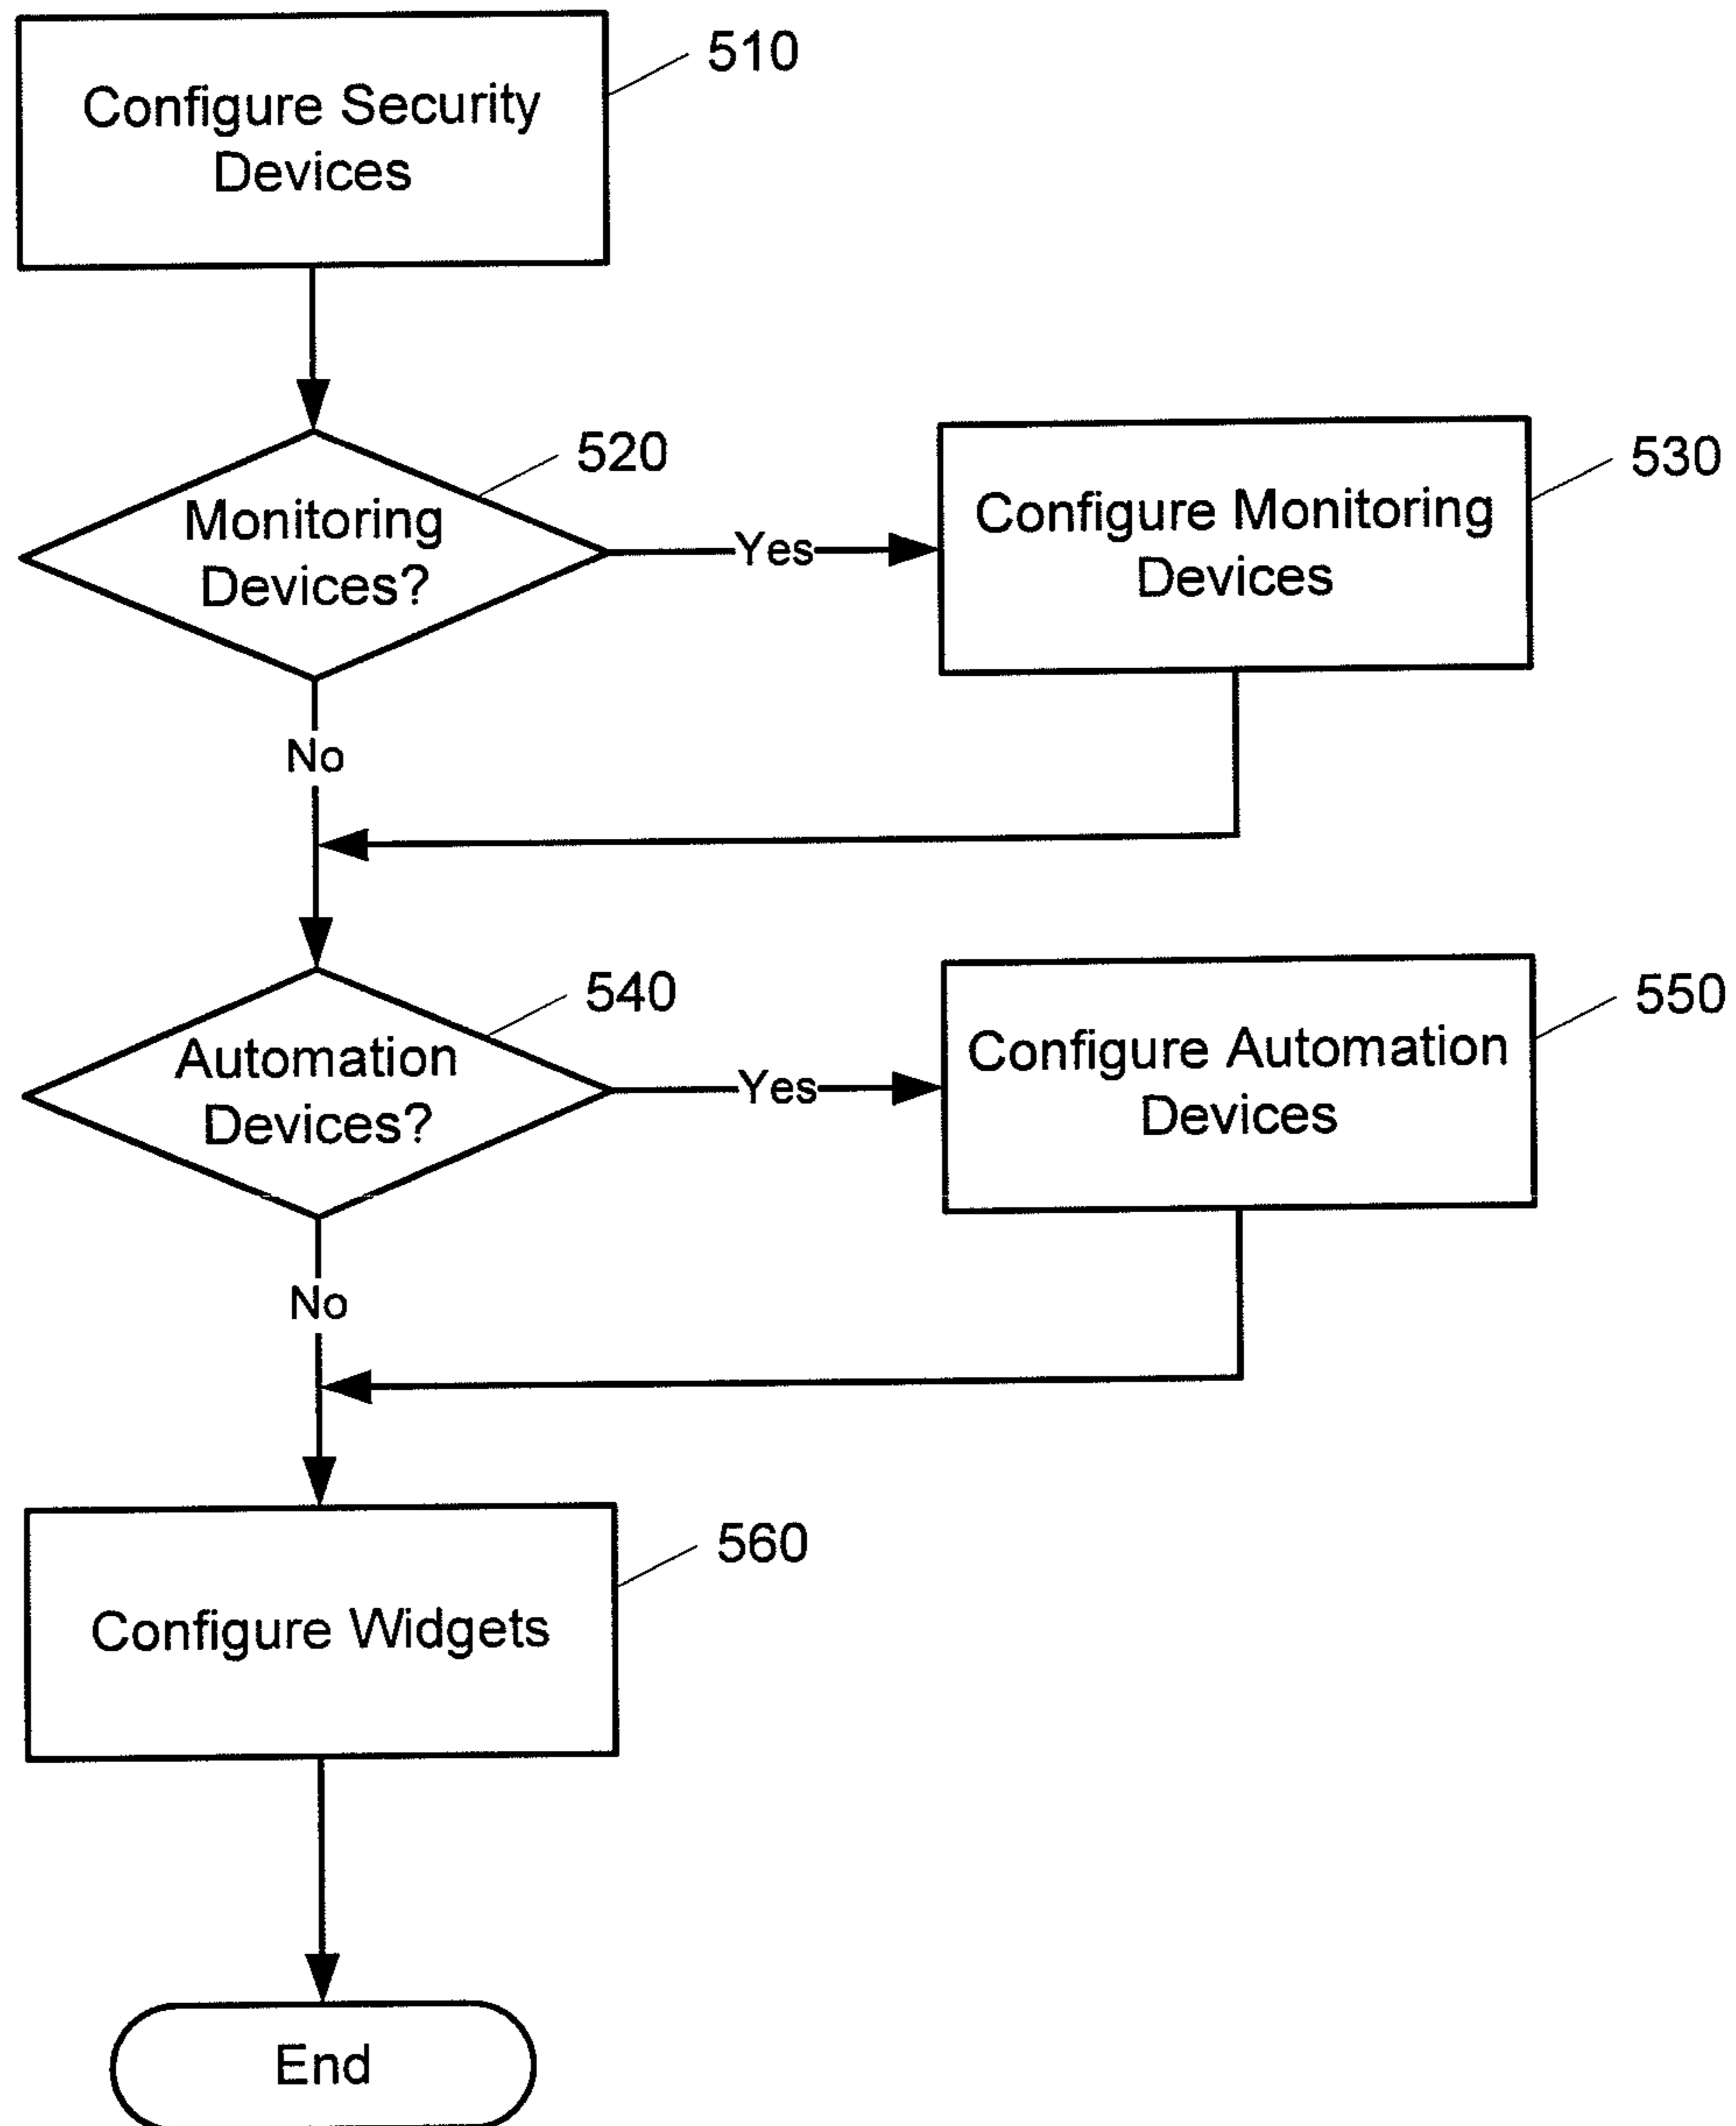 510
Configure Security
Devices
520
Monitoring
Devices?
Yes
530
Configure Monitoring
Devices
No
540
Automation
Devices?
Yes
550
Configure Automation
Devices
No
560
Configure Widgets
End